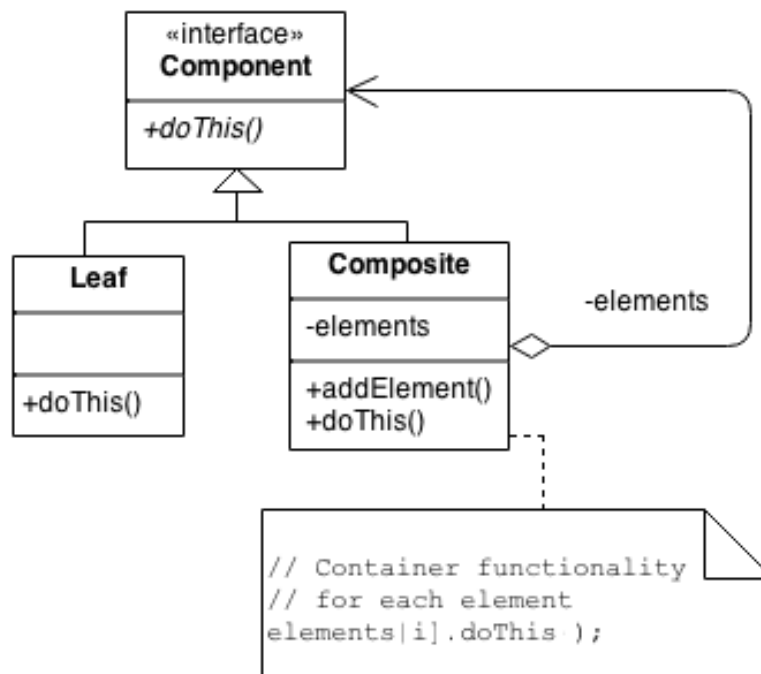 «interface»
Component
+doThis()
Leaf
+doThis()
Composite
-elements
+addElement()
+doThis()
-elements
// Container functionality
// for each element
elements|i].doThis );